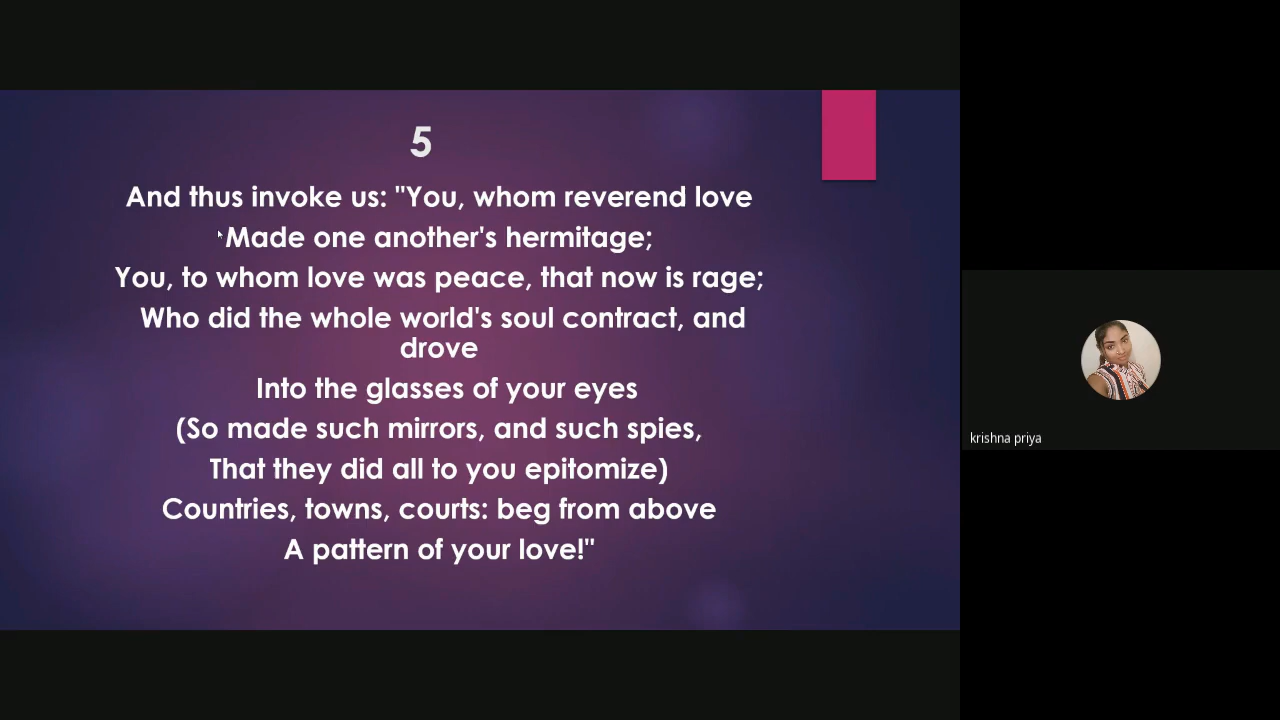 5
And thus invoke us: "You, whom reverend love
Made one another's hermitage;
You, to whom love was peace, that now is rage;
Who did the whole world's soul contract, and
drove
Into the glasses of your eyes
(So made such mirrors, and such spies,
That they did all to you epitomize)
Countries, towns, courts: beg from above
A pattern of your love!"
krishna priya